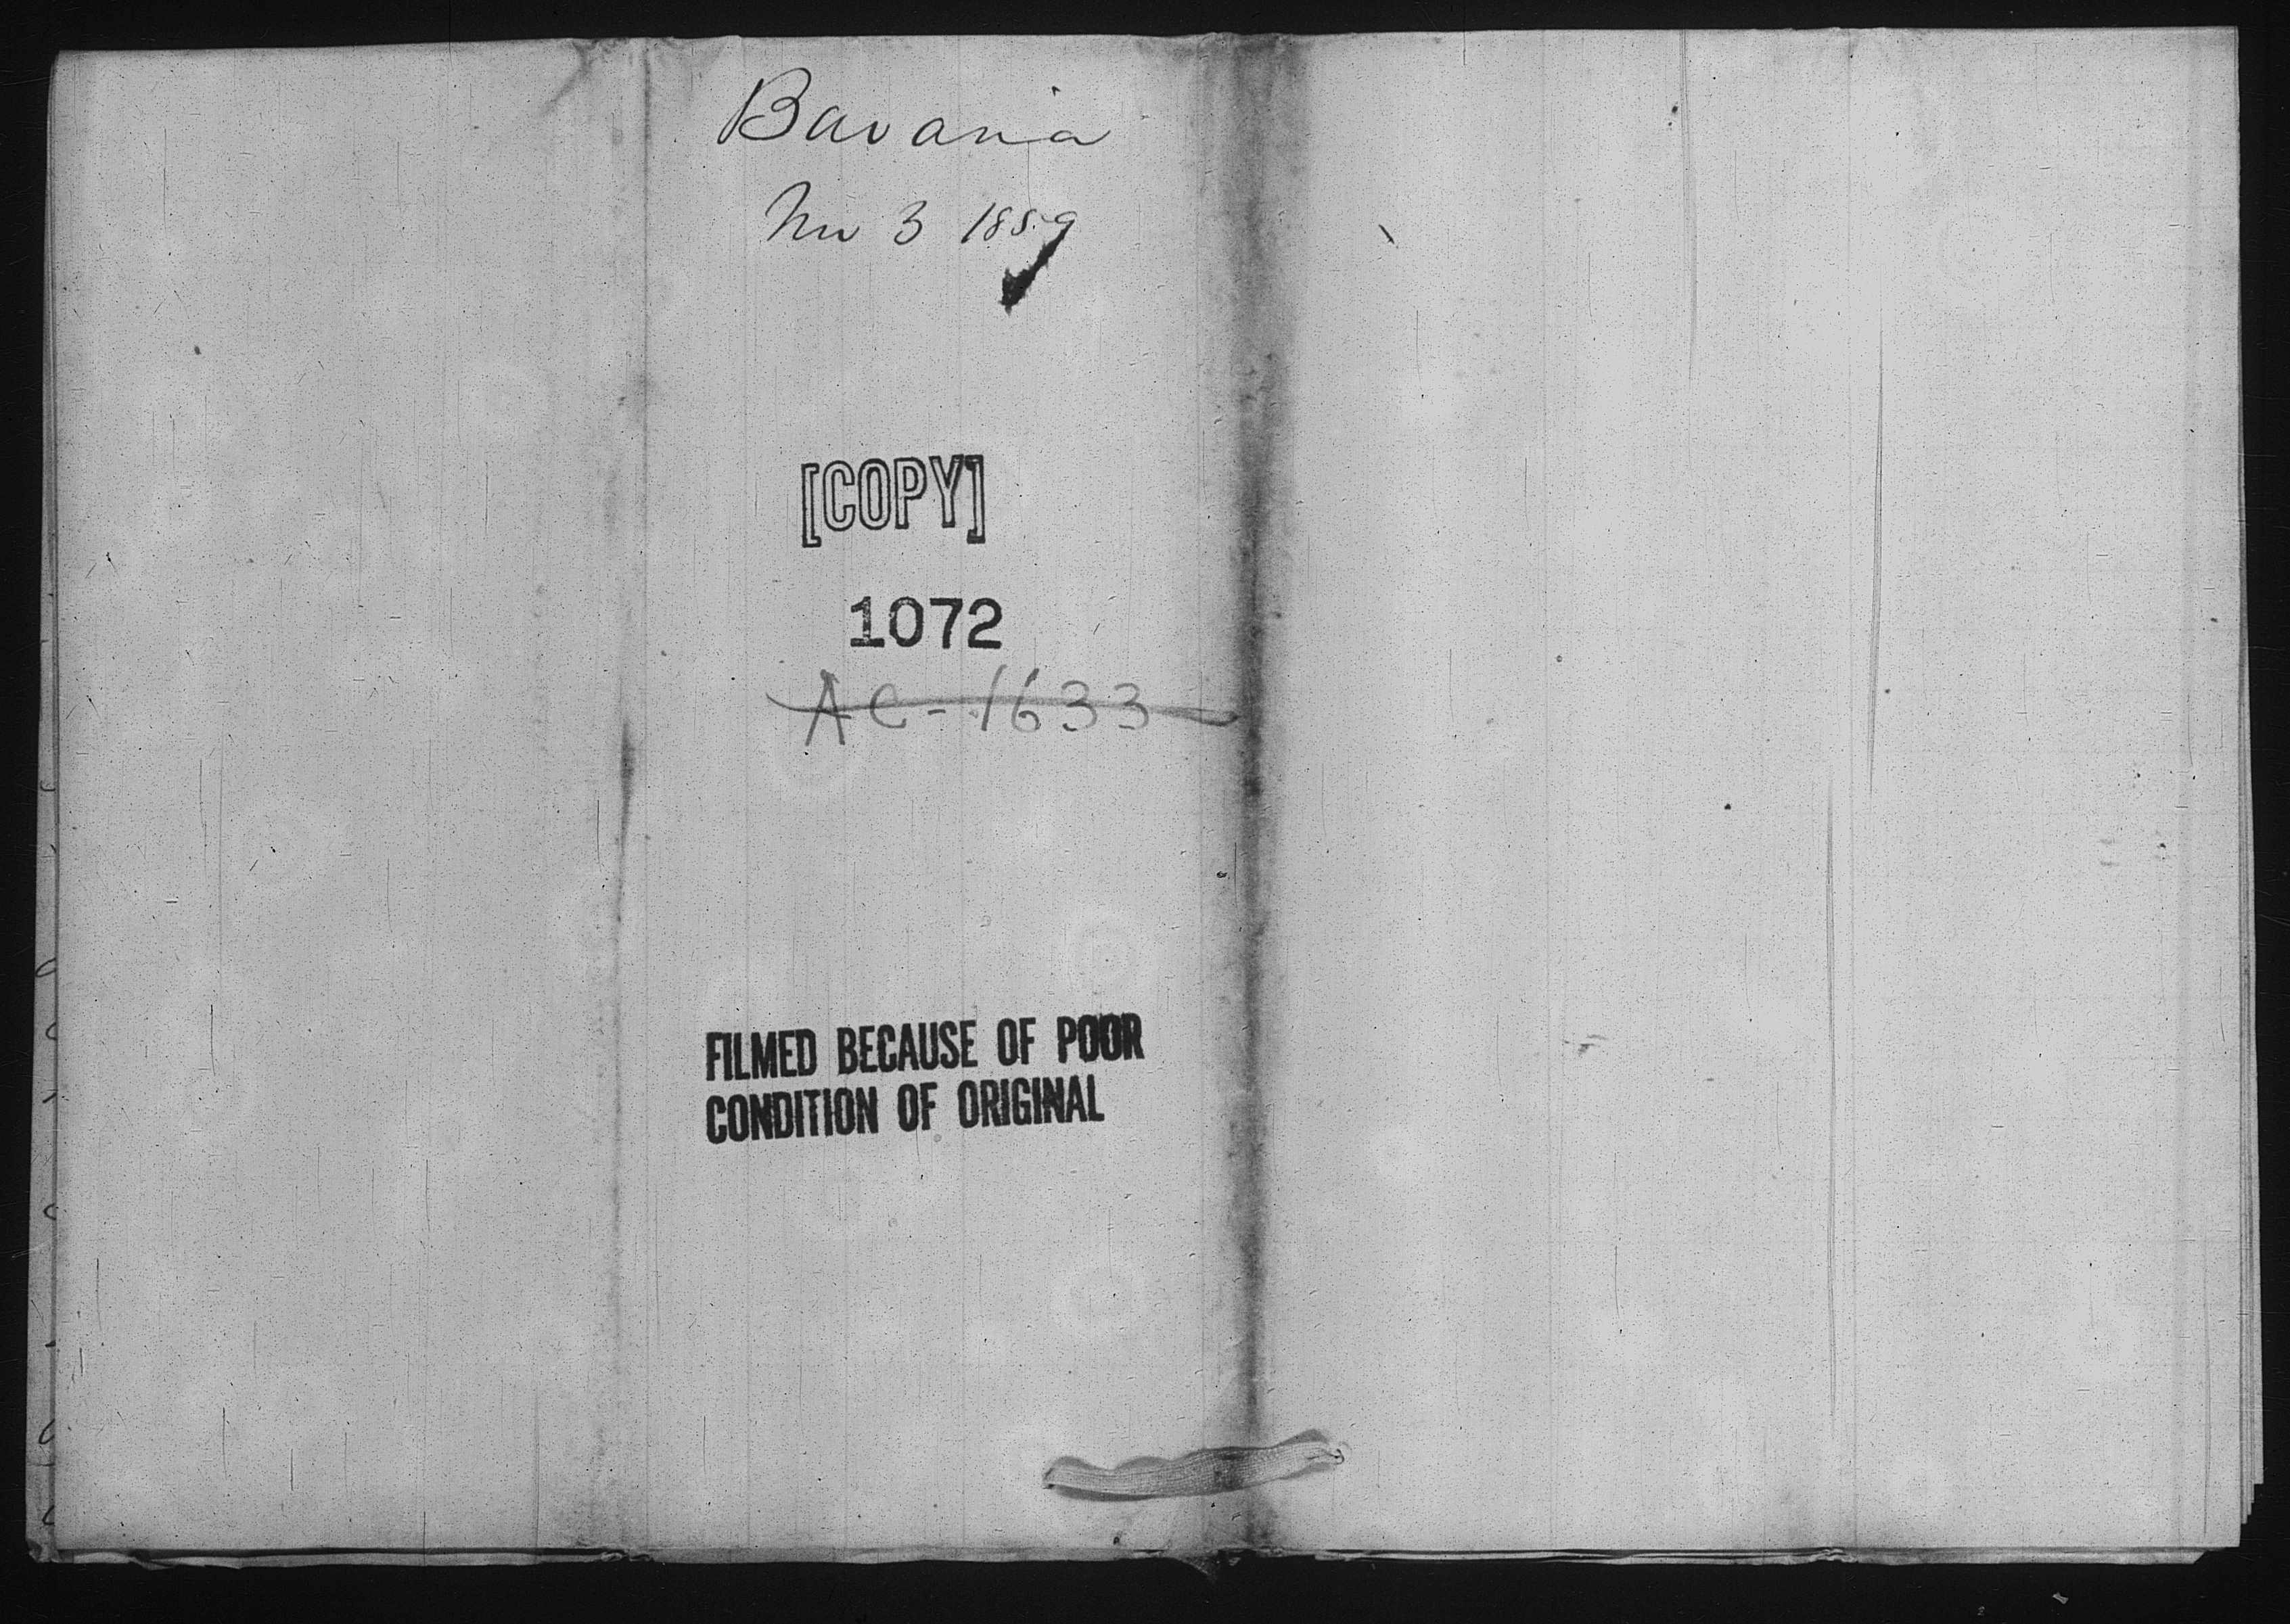 Bavaria
Nov 3 1859
[COPY]
1072
AC-1633
FILMED BECAUSE OF POOR
CONDITION OF ORIGINAL